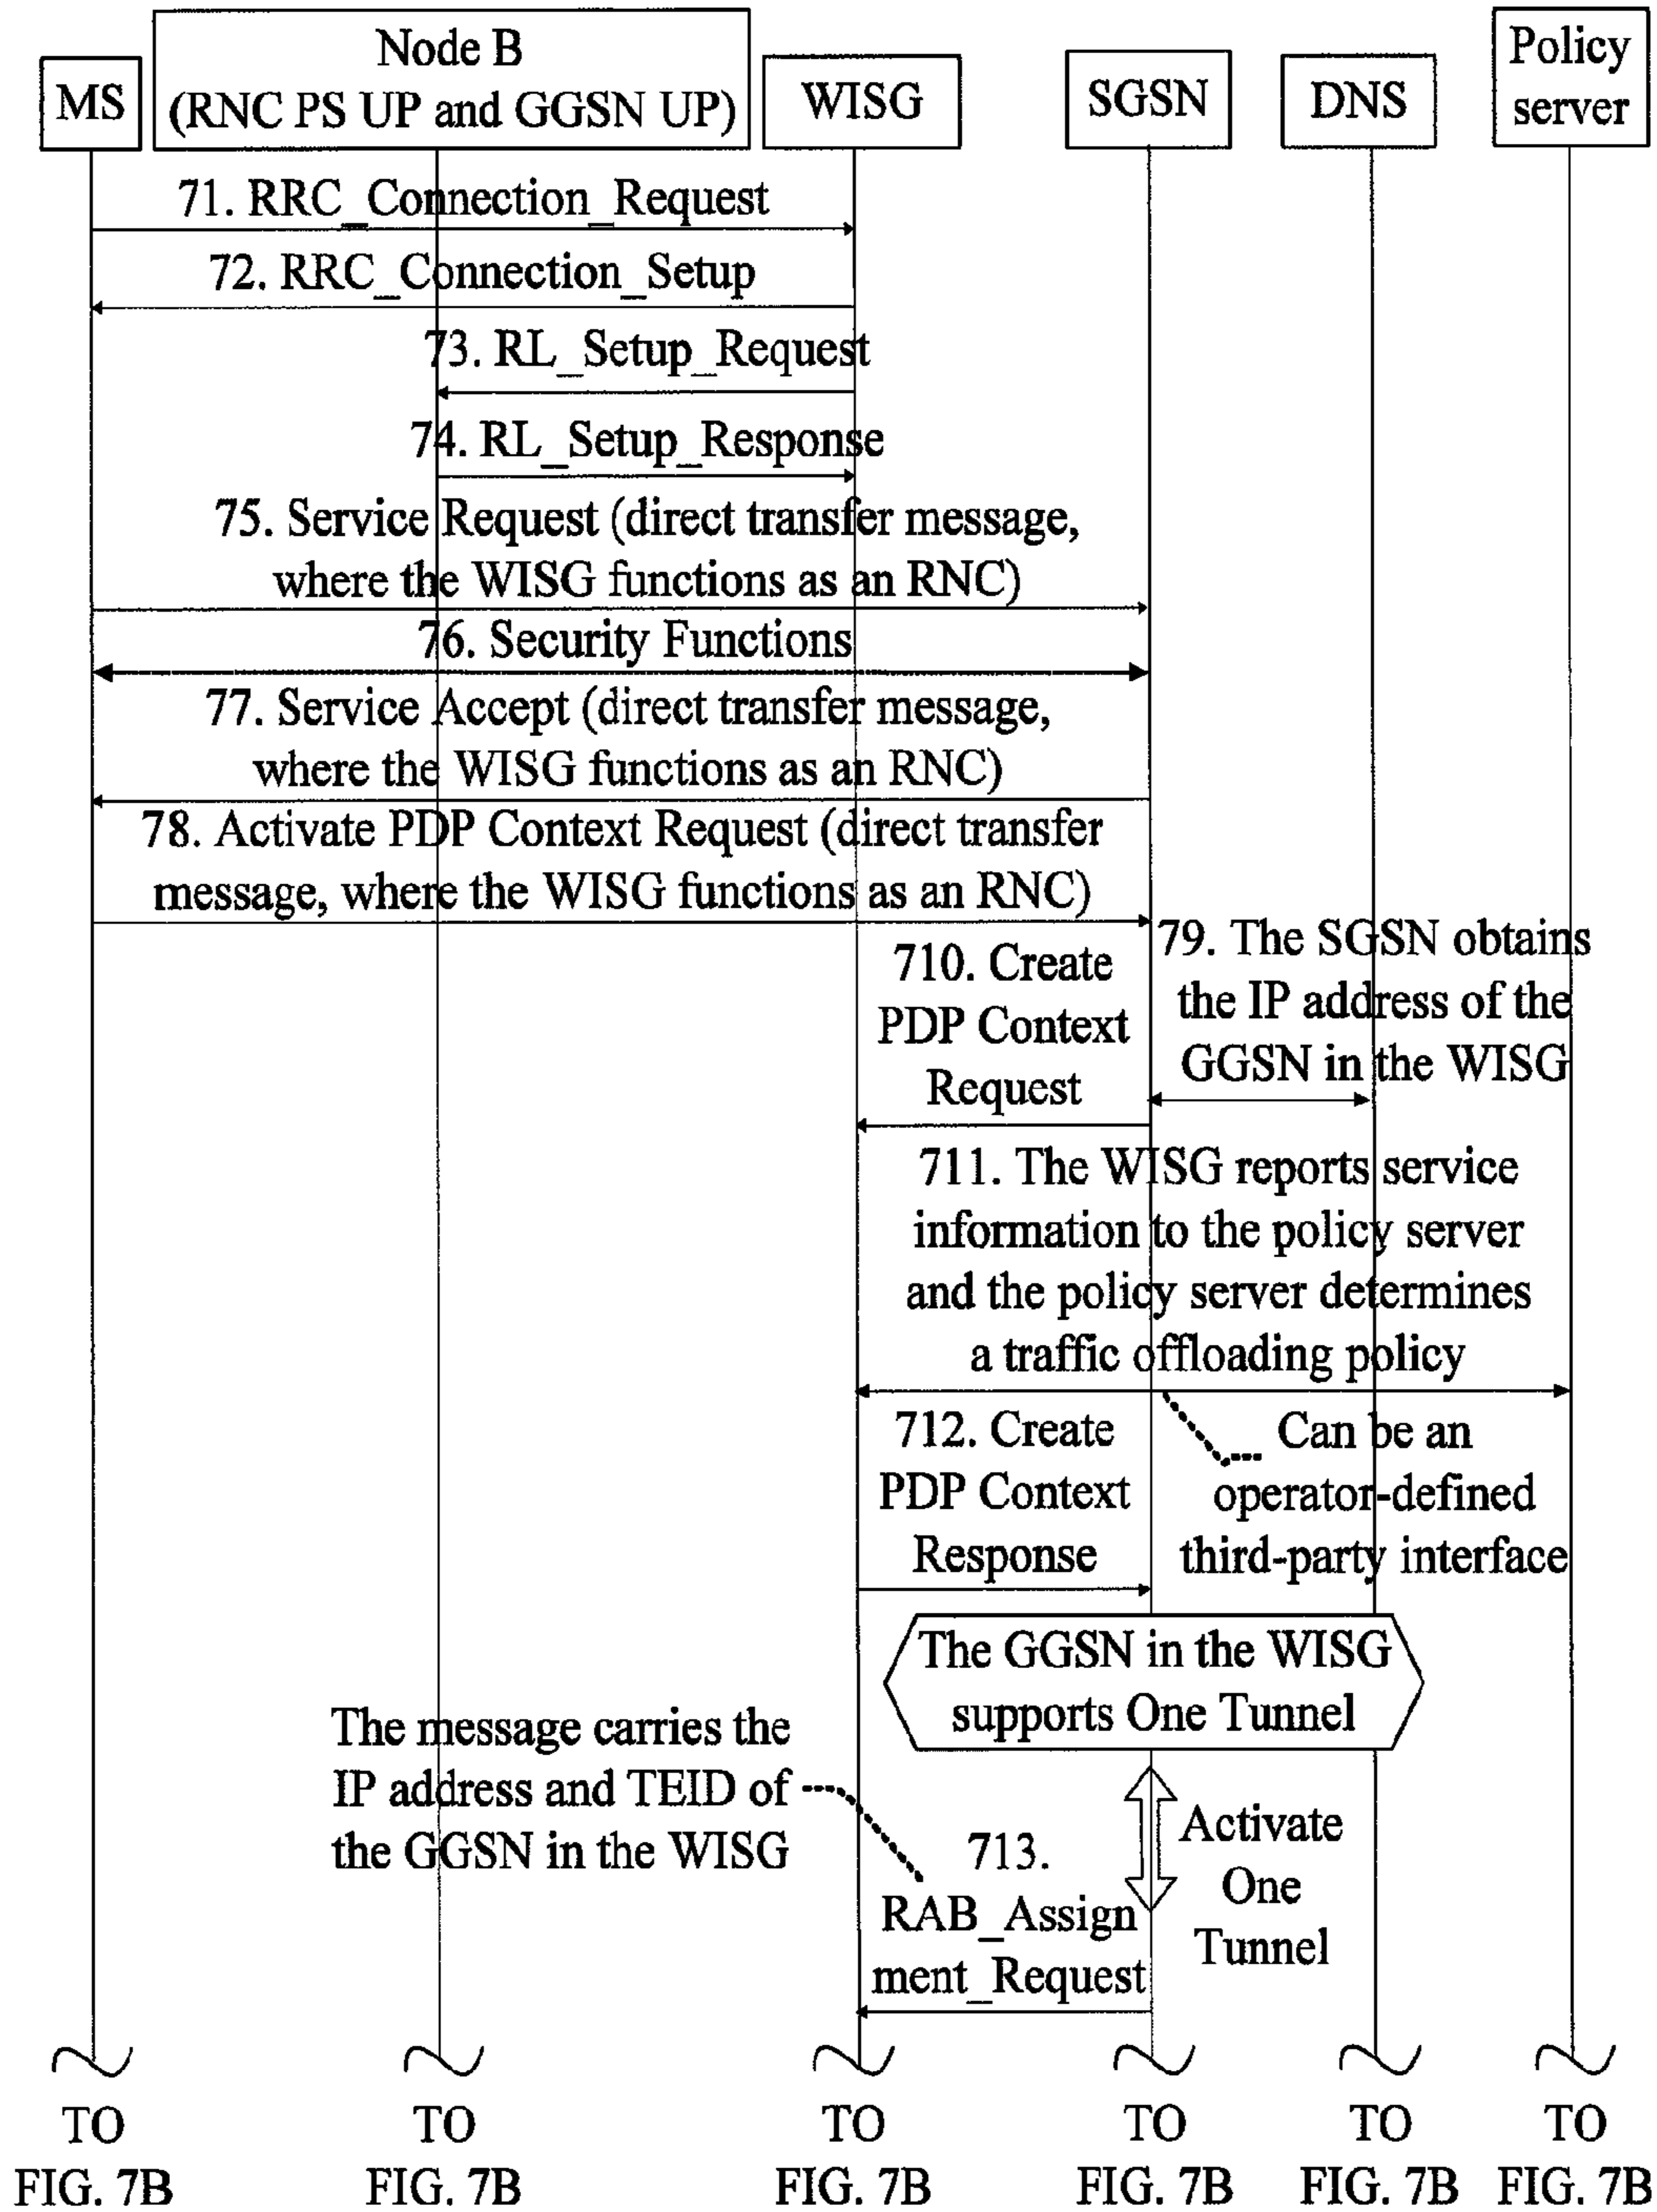 MS
Node B
(RNC PS UP and GGSN UP)
WISG
SGSN
DNS
Policy
server
71. RRC_Connection_Request
72. RRC_Connection_Setup
73. RL_Setup_Request
74. RL_Setup_Response
75. Service Request (direct transfer message,
where the WISG functions as an RNC)
76. Security Functions
77. Service Accept (direct transfer message,
where the WISG functions as an RNC)
78. Activate PDP Context Request (direct transfer
message, where the WISG functions as an RNC)
79. The SGSN obtains
the IP address of the
GGSN in the WISG
710. Create
PDP Context
Request
711. The WISG reports service
information to the policy server
and the policy server determines
a traffic offloading policy
Can be an
operator-defined
third-party interface
712. Create
PDP Context
Response
The GGSN in the WISG
supports One Tunnel
The message carries the
IP address and TEID of
the GGSN in the WISG
Activate
One
Tunnel
713.
RAB_Assign
ment_Request
TO
FIG. 7B
TO
FIG. 7B
TO
FIG. 7B
TO
FIG. 7B
TO
FIG. 7B
TO
FIG. 7B